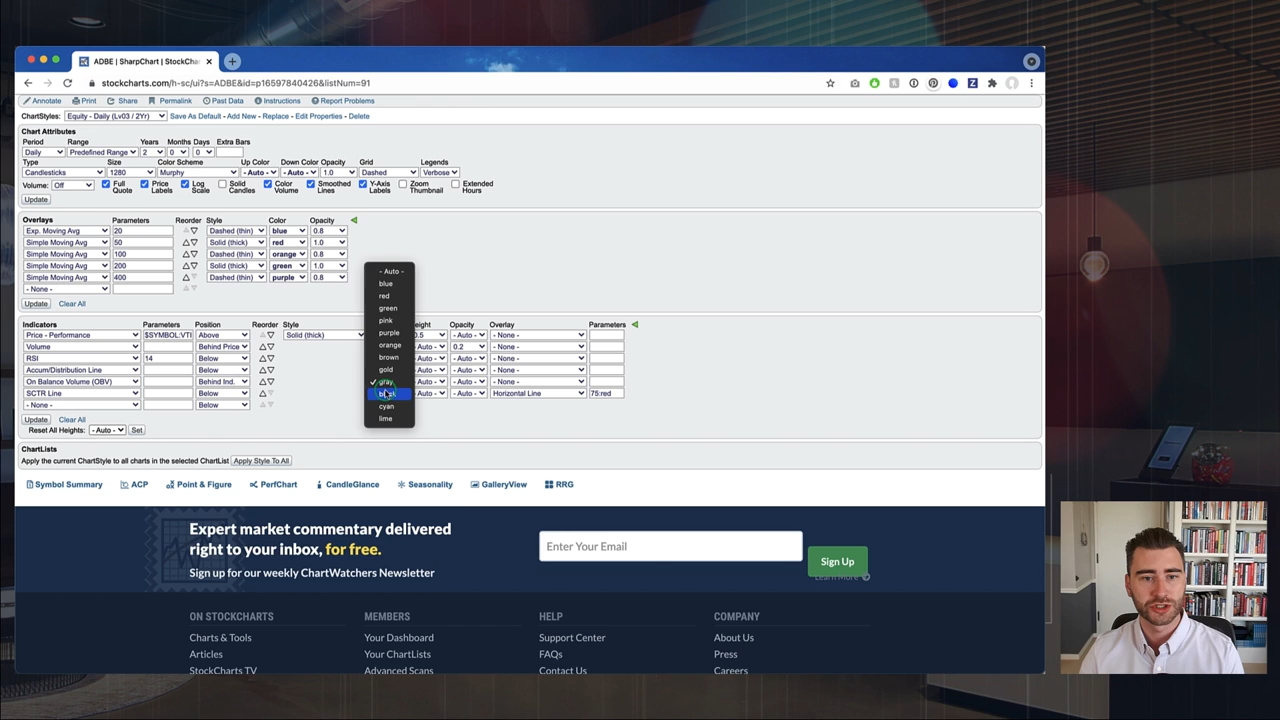 ADBE | SharpChart | StockChar
stockcharts.com/h-sc/ui?s=ADBE&id=p16597840426&listNum=91
Annotate Print Share Permalink Past Data Instructions Report Problems
ChartStyles: Equity - Daily (Lv03 / 2Yr) Save As Default - Add New - Replace - Edit Properties - Delete
Chart Attributes
Period Range Years Months Days Extra Bars
Daily Predefined Range 2 0 0
Type Size Color Scheme Up Color Down Color Opacity Grid Legends
Candlesticks 1280 Murphy - Auto - - Auto - 1.0 Dashed Verbose
Volume: Off Full Quote Price Labels Log Scale Solid Candles Color Volume Smoothed Lines Y-Axis Labels Zoom Thumbnail Extended Hours
Update
Overlays Parameters Reorder Style Color Opacity
Exp. Moving Avg 20 Dashed (thin) blue 0.8
Simple Moving Avg 50 Solid (thick) red 1.0
Simple Moving Avg 100 Dashed (thin) orange 0.8
Simple Moving Avg 200 Solid (thick) green 1.0
Simple Moving Avg 400 Dashed (thin) purple 0.8
- None -
Update Clear All
- Auto -
blue
red
green
pink
purple
orange
brown
gold
cyan
lime
Indicators Parameters Position Reorder Style Opacity Overlay Parameters
Price - Performance $SYMBOL:VTI Above Solid (thick) 0.5 - Auto - - None -
Volume Behind Price Auto - 0.2 - None -
RSI 14 Below Auto - - Auto - - None -
Accum/Distribution Line Below Auto - - Auto - - None -
On Balance Volume (OBV) Behind Ind. Auto - - Auto - - None -
SCTR Line Below Auto - - Auto - Horizontal Line 75:red
- None - Below
Update Clear All
Reset All Heights: - Auto - Set
ChartLists
Apply the current ChartStyle to all charts in the selected ChartList Apply Style To All
Symbol Summary ACP Point & Figure PerfChart CandleGlance Seasonality GalleryView RRG
Expert market commentary delivered
right to your inbox, for free.
Sign up for our weekly ChartWatchers Newsletter
Enter Your Email
Sign Up
Learn More
ON STOCKCHARTS MEMBERS HELP COMPANY
Charts & Tools Your Dashboard Support Center About Us
Articles Your ChartLists FAQs Press
StockCharts TV Advanced Scans Contact Us Careers